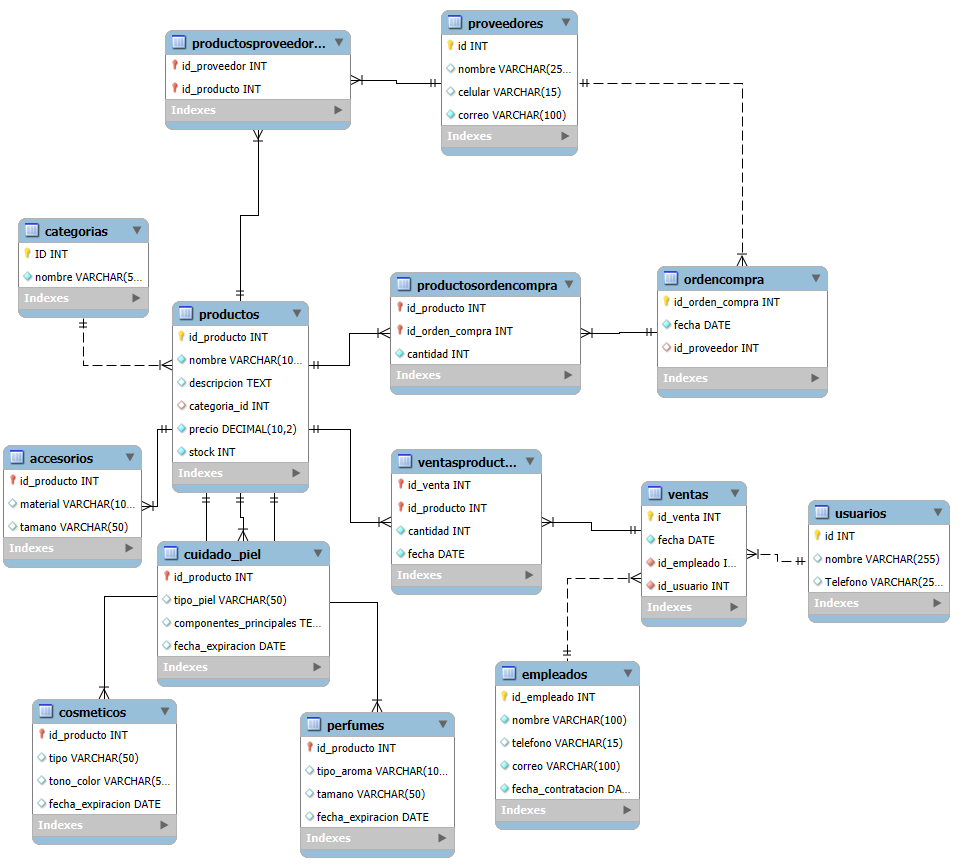 proveedores
id INT
nombre VARCHAR(25...
celular VARCHAR(15)
correo VARCHAR(100)
Indexes
productosproveedor...
id_proveedor INT
id_producto INT
Indexes
categorias
ID INT
nombre VARCHAR(5...
Indexes
productos
id_producto INT
nombre VARCHAR(10...
descripcion TEXT
categoria_id INT
precio DECIMAL(10,2)
stock INT
Indexes
productosordencompra
id_producto INT
id_orden_compra INT
cantidad INT
Indexes
ordencompra
id_orden_compra INT
fecha DATE
id_proveedor INT
Indexes
accesorios
id_producto INT
material VARCHAR(10...
tamano VARCHAR(50)
Indexes
ventasproduct...
id_venta INT
id_producto INT
cantidad INT
fecha DATE
Indexes
ventas
id_venta INT
fecha DATE
id_empleado I...
id_usuario INT
Indexes
usuarios
id INT
nombre VARCHAR(255)
Telefono VARCHAR(25...
Indexes
cuidado_piel
id_producto INT
tipo_piel VARCHAR(50)
componentes_principales TE...
fecha_expiracion DATE
Indexes
cosmeticos
id_producto INT
tipo VARCHAR(50)
tono_color VARCHAR(5...
fecha_expiracion DATE
Indexes
perfumes
id_producto INT
tipo_aroma VARCHAR(10...
tamano VARCHAR(50)
fecha_expiracion DATE
Indexes
empleados
id_empleado INT
nombre VARCHAR(100)
telefono VARCHAR(15)
correo VARCHAR(100)
fecha_contratacion DA...
Indexes